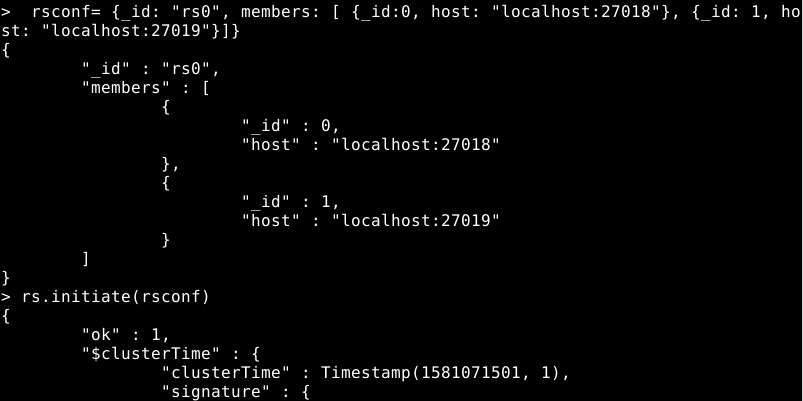 >  rsconf= {_id: "rs0", members: [ {_id:0, host: "localhost:27018"}, {_id: 1, ho
st: "localhost:27019"}]}
{
        "_id" : "rs0",
        "members" : [
                {
                        "_id" : 0,
                        "host" : "localhost:27018"
                },
                {
                        "_id" : 1,
                        "host" : "localhost:27019"
                }
        ]
}
> rs.initiate(rsconf)
{
        "ok" : 1,
        "$clusterTime" : {
                "clusterTime" : Timestamp(1581071501, 1),
                "signature" : {